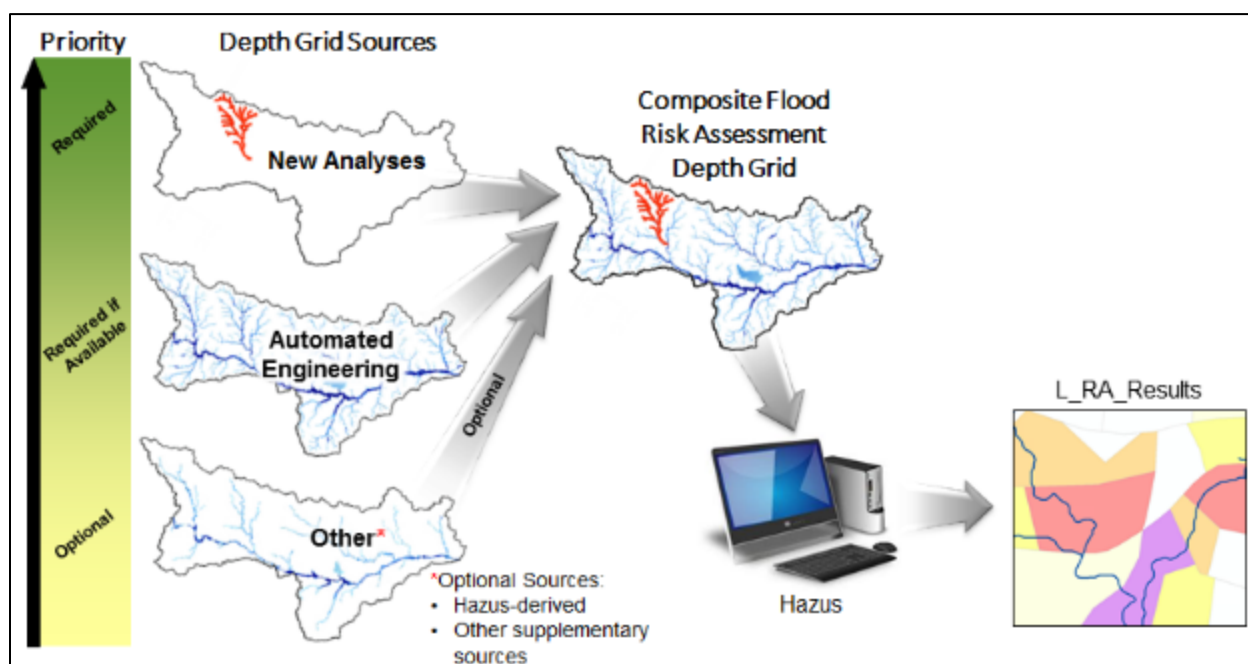 Priority
Depth Grid Sources
Required
New Analyses
Composite Flood
Risk Assessment
Depth Grid
Required if
Available
Automated
Engineering
Optional
Optional
Other*
*Optional Sources:
• Hazus-derived
• Other supplementary
sources
Hazus
L_RA_Results